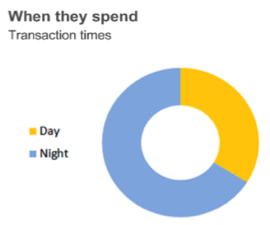 When they spend
Transaction times
Day
Night